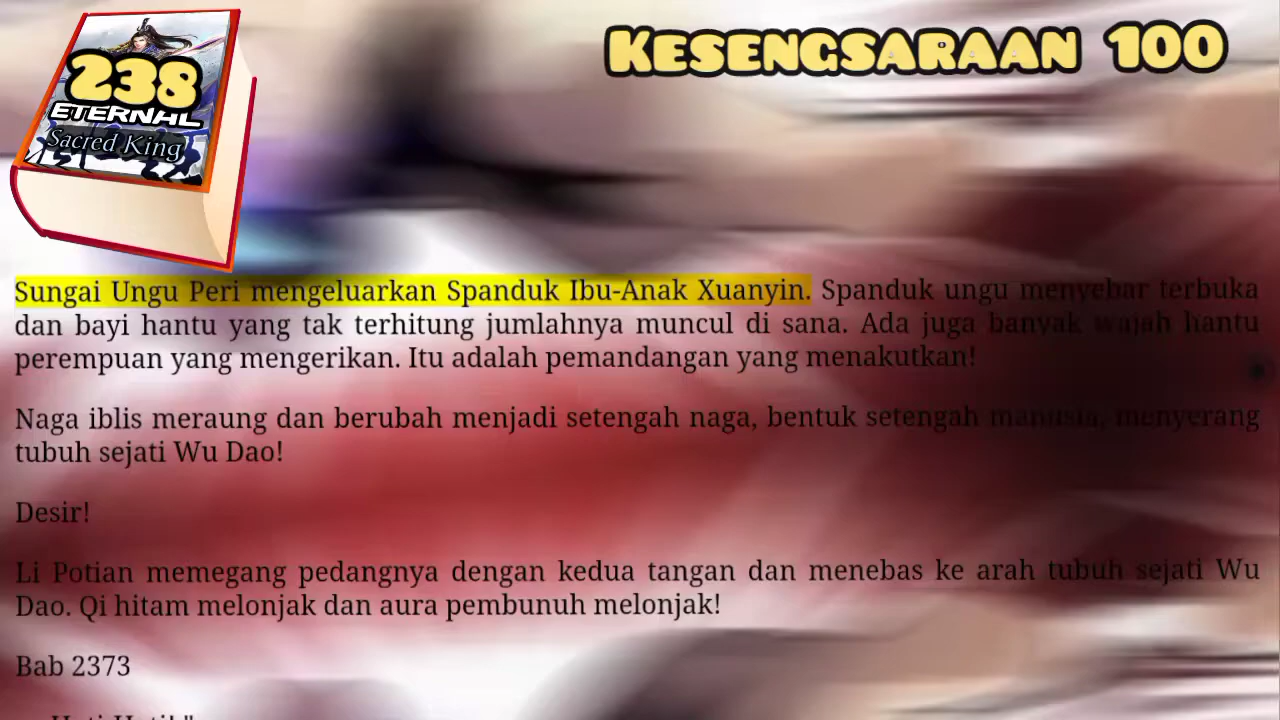 238
ETERNAL
Sacred King
KESENGSARAAN 100
Sungai Ungu Peri mengeluarkan Spanduk Ibu-Anak Xuanyin. Spanduk ungu menyebar terbuka
dan bayi hantu yang tak terhitung jumlahnya muncul di sana. Ada juga banyak wajah hantu
perempuan yang mengerikan. Itu adalah pemandangan yang menakutkan!
Naga iblis meraung dan berubah menjadi setengah naga, bentuk setengah manusia, menyerang
tubuh sejati Wu Dao!
Desir!
Li Potian memegang pedangnya dengan kedua tangan dan menebas ke arah tubuh sejati Wu
Dao. Qi hitam melonjak dan aura pembunuh melonjak!
Bab 2373